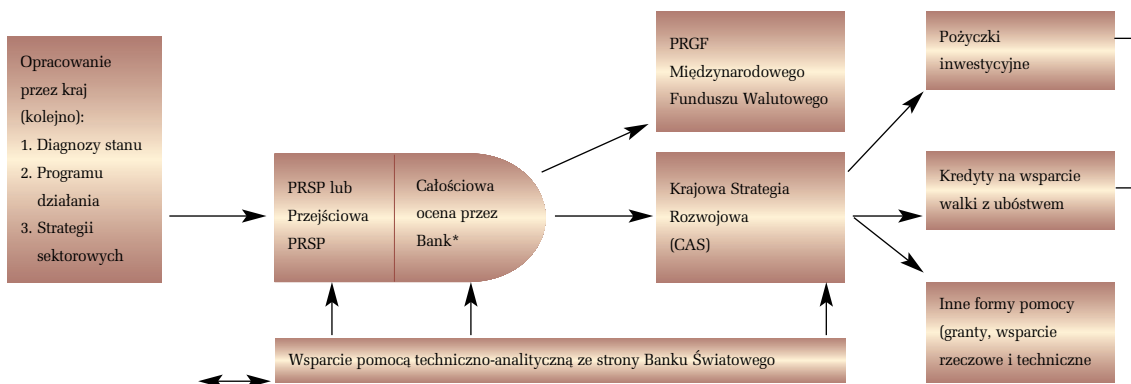 Opracowanie
przez kraj
(kolejno):
1. Diagnozy stanu
2. Programu
działania
3. Strategii
sektorowych
PRSP lub
Przejściowa
PRSP
Całościowa
ocena przez
Bank*
PRGF
Międzynarodowego
Funduszu Walutowego
Krajowa Strategia
Rozwojowa
(CAS)
Pożyczki
inwestycyjne
Kredyty na wsparcie
walki z ubóstwem
Inne formy pomocy
(granty, wsparcie
rzeczowe i techniczne
Wsparcie pomocą techniczno-analityczną ze strony Banku Światowego